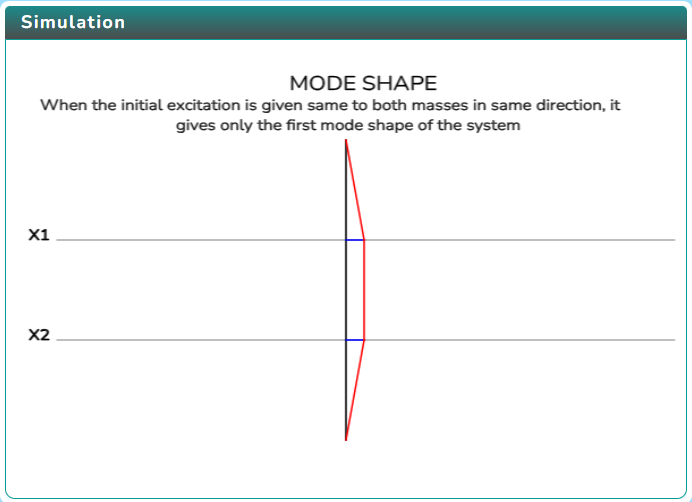 Simulation
MODE SHAPE
When the initial excitation is given same to both masses in same direction, it
gives only the first mode shape of the system
X1
X2